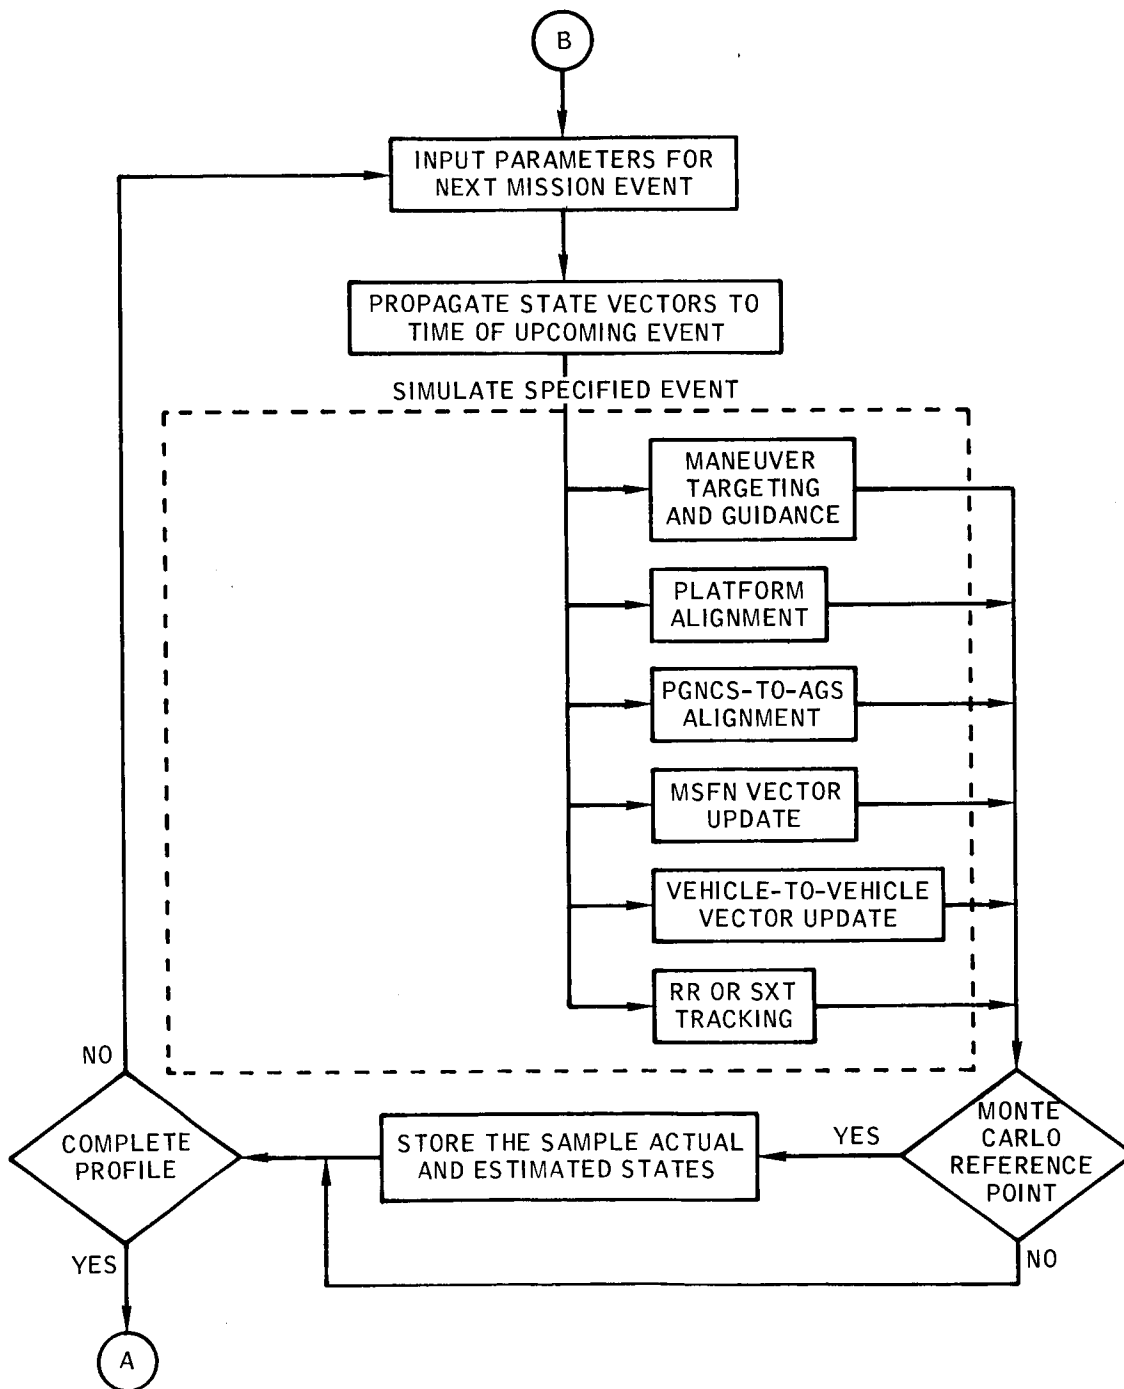 B
INPUT PARAMETERS FOR
NEXT MISSION EVENT
PROPAGATE STATE VECTORS TO
TIME OF UPCOMING EVENT
SIMULATE SPECIFIED EVENT
MANEUVER
TARGETING
AND GUIDANCE
PLATFORM
ALIGNMENT
PGNCS-TO-AGS
ALIGNMENT
MSFN VECTOR
UPDATE
VEHICLE-TO-VEHICLE
VECTOR UPDATE
RR OR SXT
TRACKING
MONTE
CARLO
REFERENCE
POINT
YES
NO
STORE THE SAMPLE ACTUAL
AND ESTIMATED STATES
COMPLETE
PROFILE
NO
YES
A